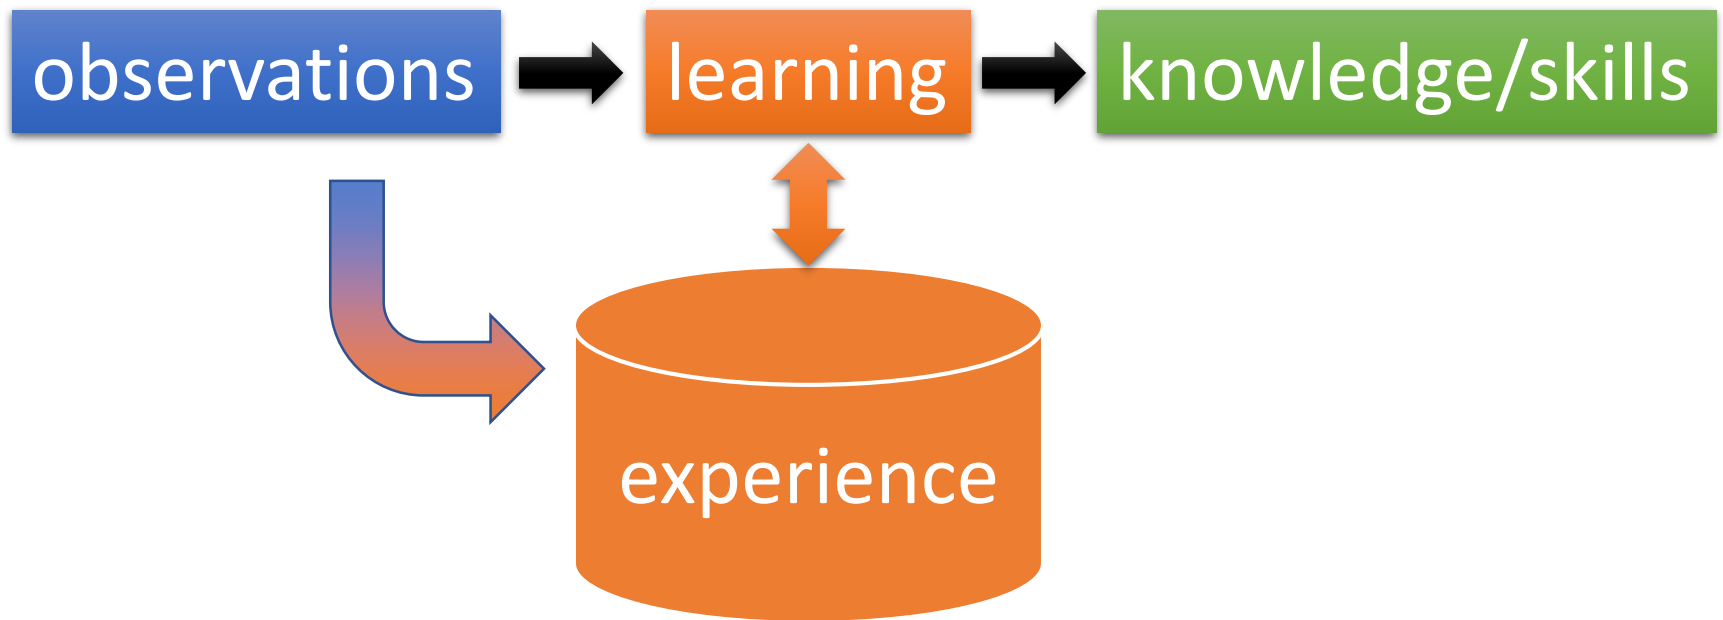 observations
learning
knowledge/skills
experience